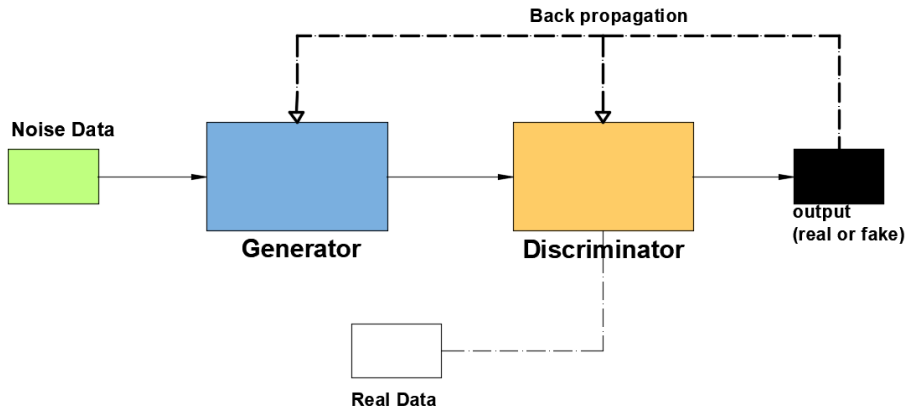 Back propagation
Noise Data
Generator
Discriminator
output
(real or fake)
Real Data